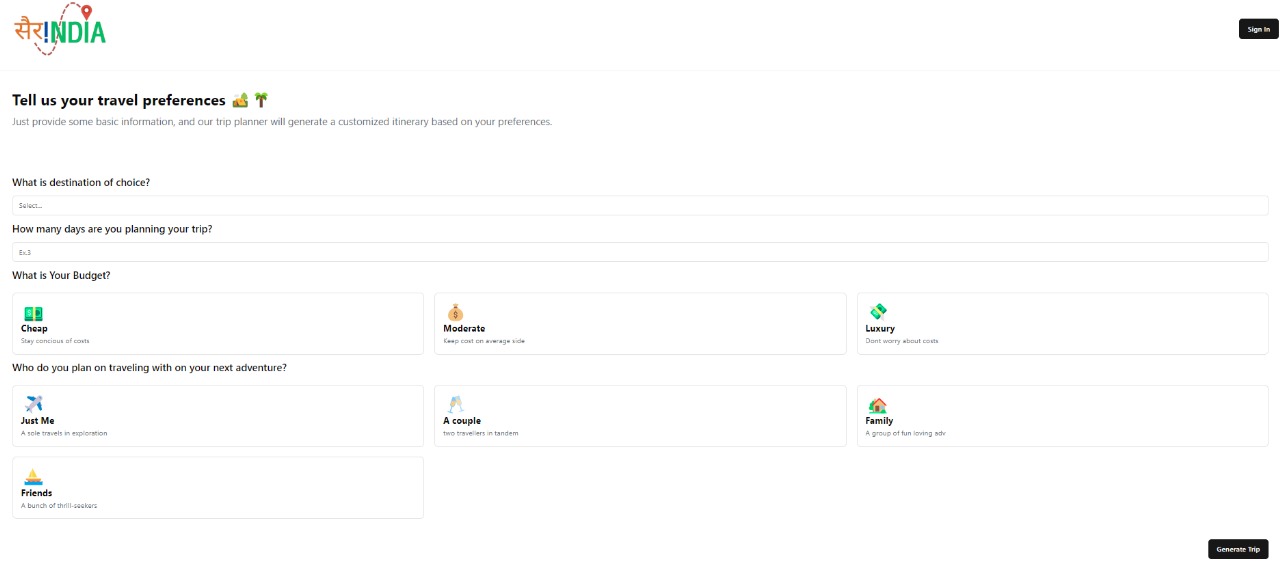 सैर!NDIA
Sign In
Tell us your travel preferences 🏕️🌴
Just provide some basic information, and our trip planner will generate a customized itinerary based on your preferences.
What is destination of choice?
Select...
How many days are you planning your trip?
Ex.3
What is Your Budget?
Cheap
Stay concious of costs
Moderate
Keep cost on average side
Luxury
Dont worry about costs
Who do you plan on traveling with on your next adventure?
Just Me
A sole travels in exploration
A couple
two travellers in tandem
Family
A group of fun loving adv
Friends
A bunch of thrill-seekers
Generate Trip